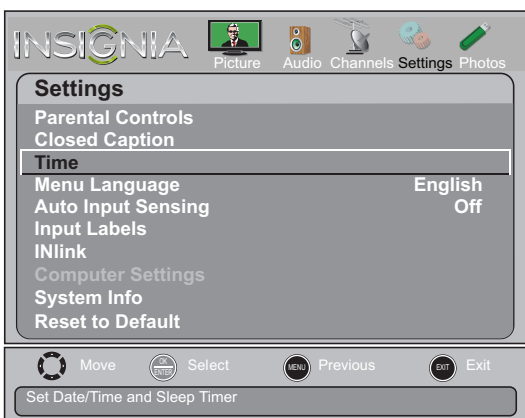 INSIGNIA
Picture Audio Channels Settings Photos
Settings
Parental Controls
Closed Caption
Time
Menu Language English
Auto Input Sensing Off
Input Labels
INlink
Computer Settings
System Info
Reset to Default
Move OK ENTER Select MENU Previous EXIT Exit
Set Date/Time and Sleep Timer